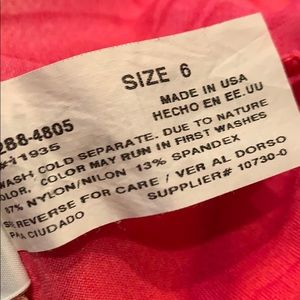 SIZE 6
288-4805
#11935
MADE IN USA
HECHO EN EE.UU
WASH COLD SEPARATE. DUE TO NATURE
COLOR. COLOR MAY RUN IN FIRST WASHES
87% NYLON/NILON 13% SPANDEX
REVERSE FOR CARE / VER AL DORSO
CIUDADO
SUPPLIER# 10730-0